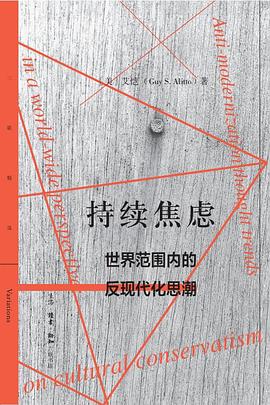 [美] 艾恺 (Guy S. Alitto) 著
Anti-modernization thought trends
in a world-wide perspective
持续焦虑
世界范围内的
反现代化思潮
on cultural conservatism
Variations